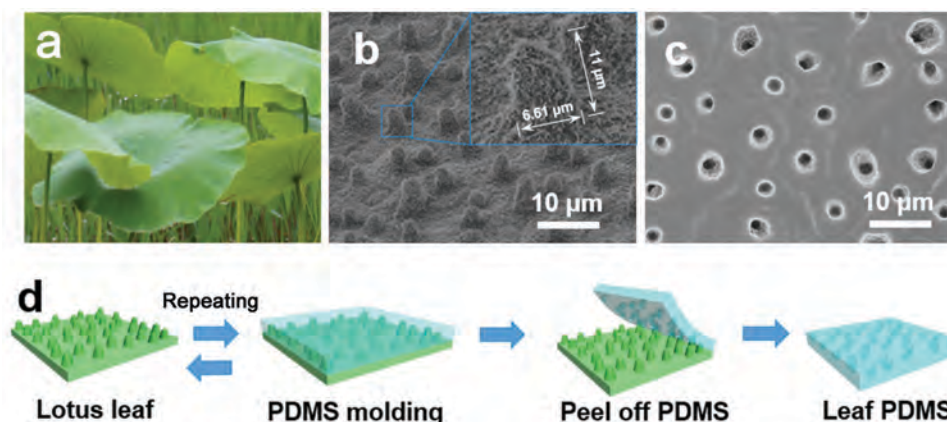 a
b
11 µm
6.61 µm
10 µm
c
10 µm
d
Repeating
Lotus leaf
PDMS molding
Peel off PDMS
Leaf PDMS